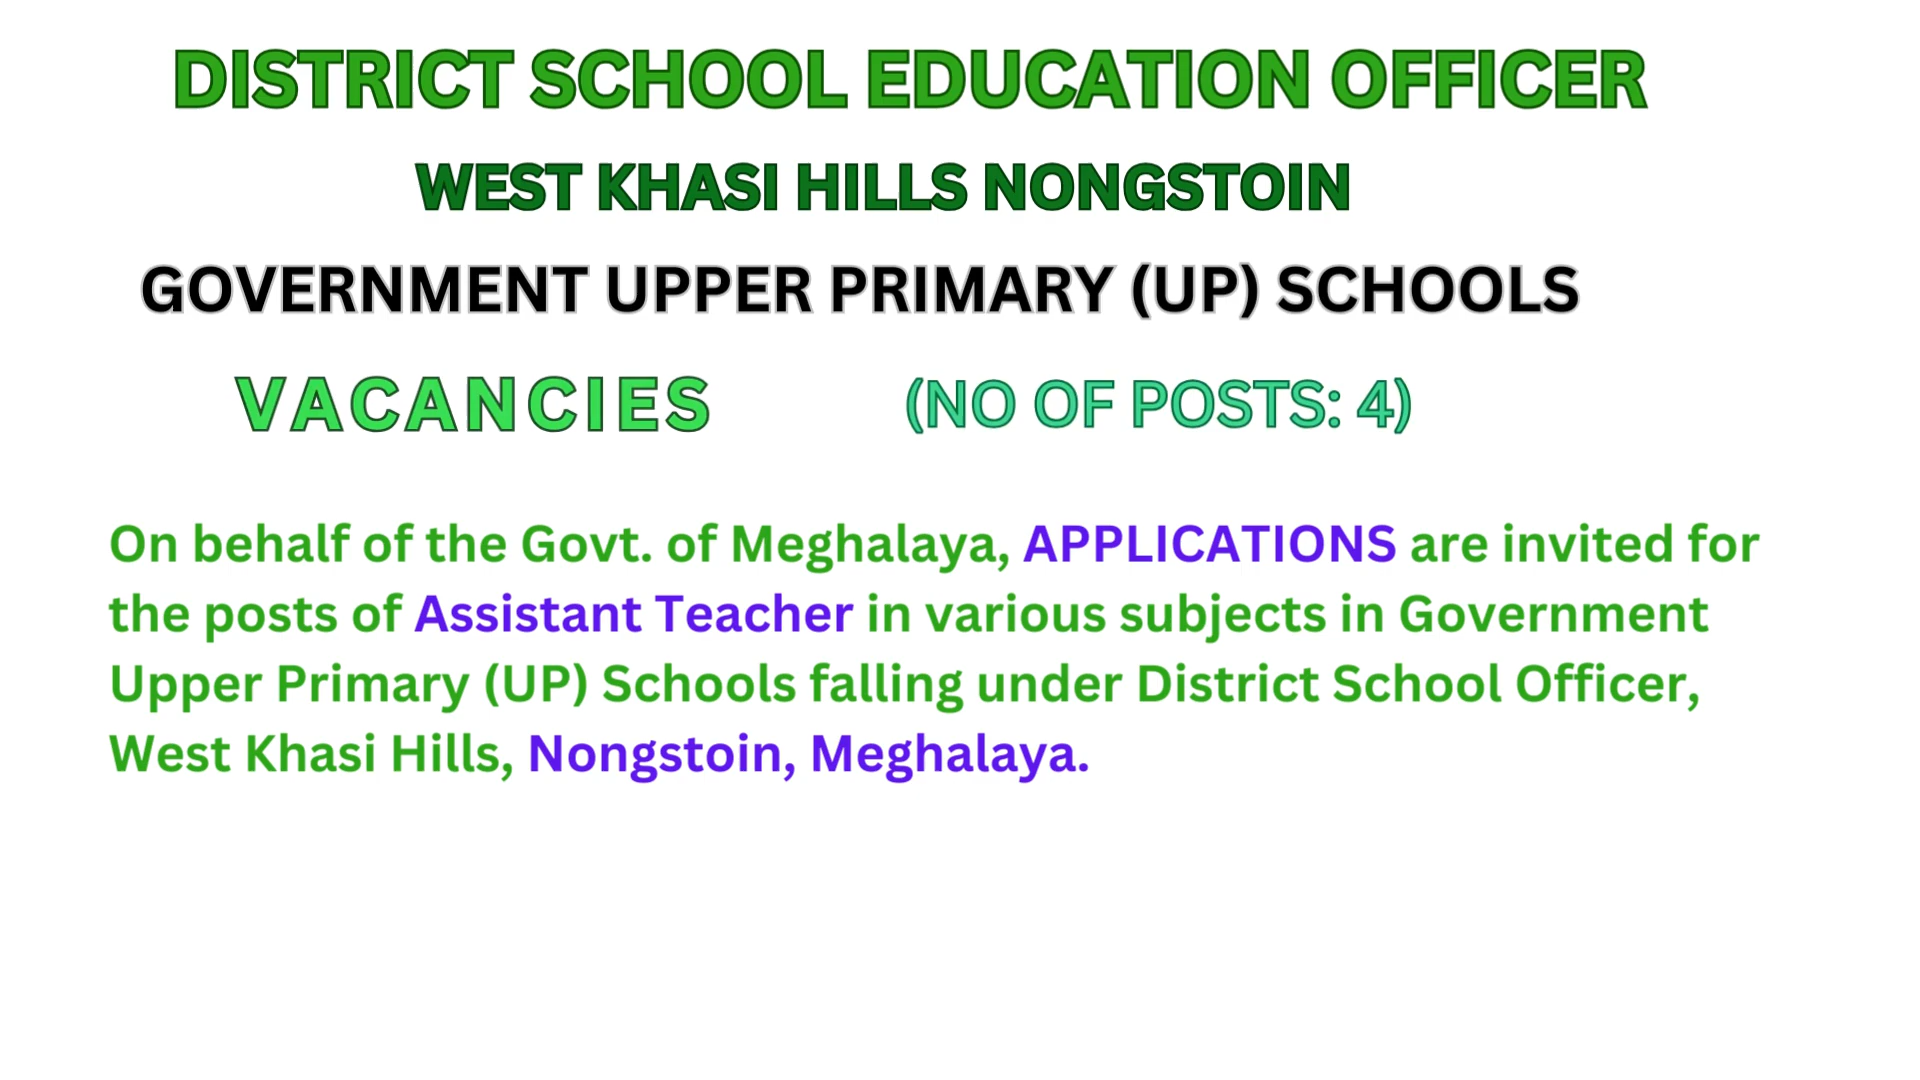 DISTRICT SCHOOL EDUCATION OFFICER
WEST KHASI HILLS NONGSTOIN
GOVERNMENT UPPER PRIMARY (UP) SCHOOLS
VACANCIES (NO OF POSTS: 4)
On behalf of the Govt. of Meghalaya, APPLICATIONS are invited for
the posts of Assistant Teacher in various subjects in Government
Upper Primary (UP) Schools falling under District School Officer,
West Khasi Hills, Nongstoin, Meghalaya.